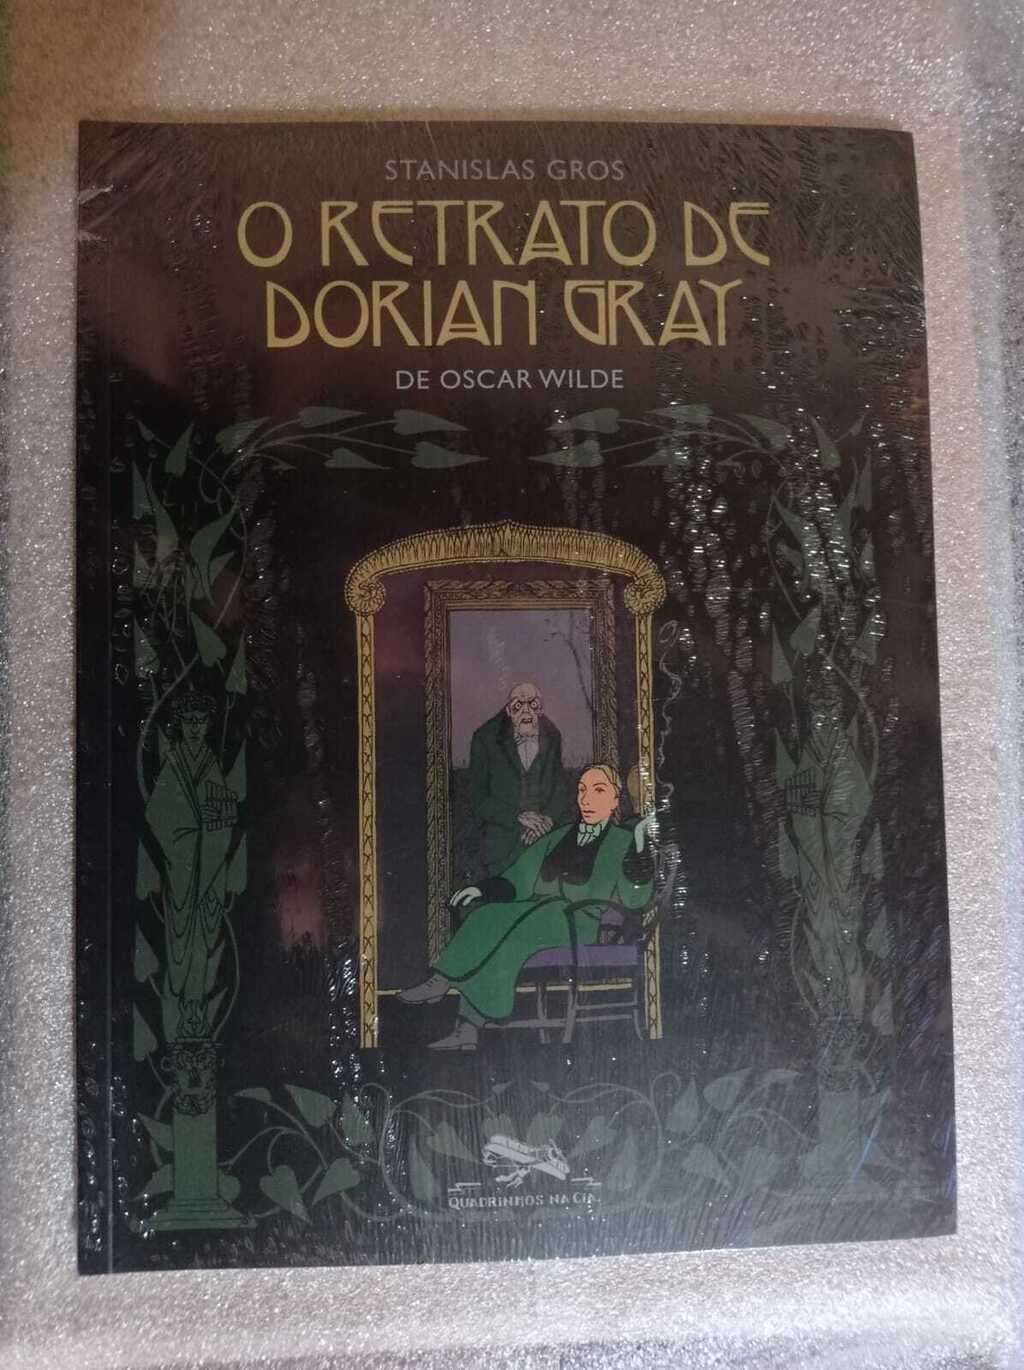 STANISLAS GROS
O RETRATO DE
DORIAN GRAY
DE OSCAR WILDE
QUADRINHOS NA CIA.